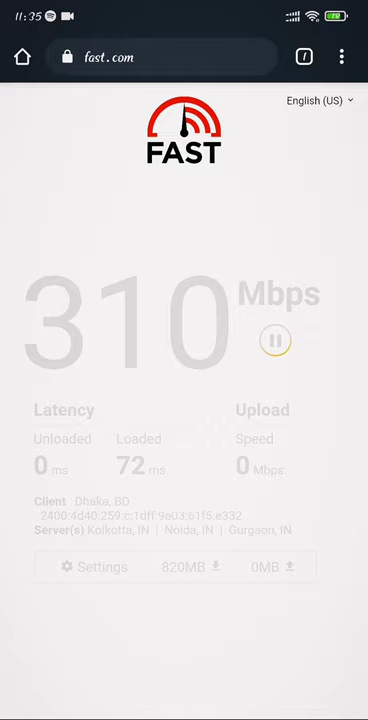 11:35
19
fast.com
1
English (US)
FAST
310 Mbps
Latency
Upload
Unloaded Loaded Speed
0 ms 72 ms 0 Mbps
Client Dhaka, BD
2400:4d40:259:c:1dff:9e03:61f5:e332
Server(s) Kolkotta, IN | Noida, IN | Gurgaon, IN
Settings 820MB 0MB